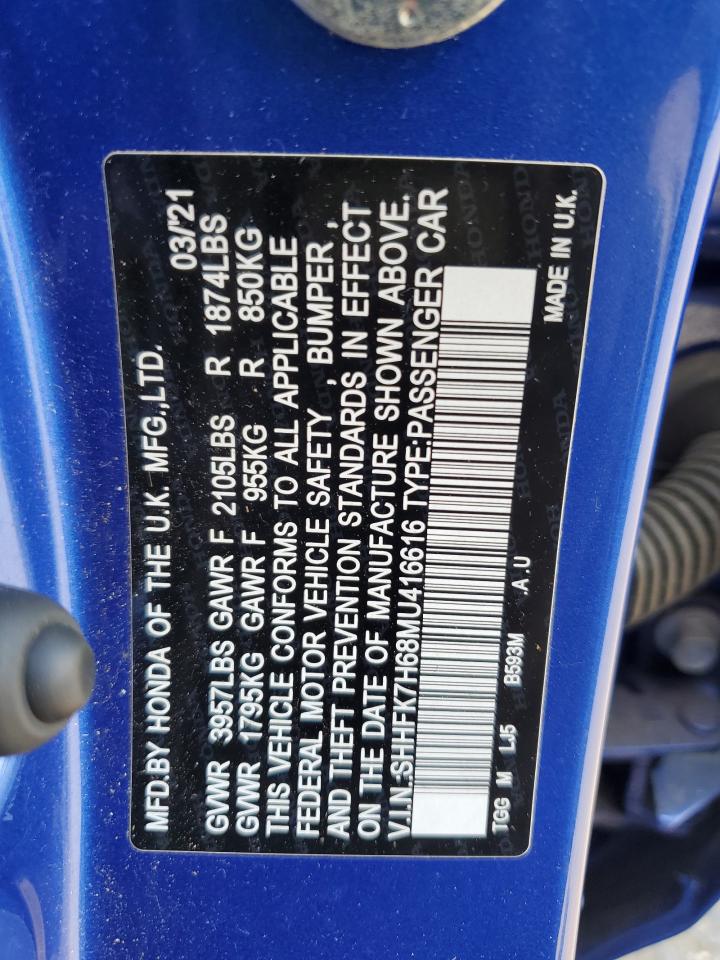 MFD.BY HONDA OF THE U.K. MFG.,LTD. 03/'21
GVWR 3957LBS GAWR F 2105LBS R 1874LBS
GVWR 1795KG GAWR F 955KG R 850KG
THIS VEHICLE CONFORMS TO ALL APPLICABLE
FEDERAL MOTOR VEHICLE SAFETY , BUMPER ,
AND THEFT PREVENTION STANDARDS IN EFFECT
ON THE DATE OF MANUFACTURE SHOWN ABOVE.
V.I.N.:SHHFK7H68MU416616 TYPE:PASSENGER CAR
TGG M LJ5 B593M .A.U MADE IN U.K.